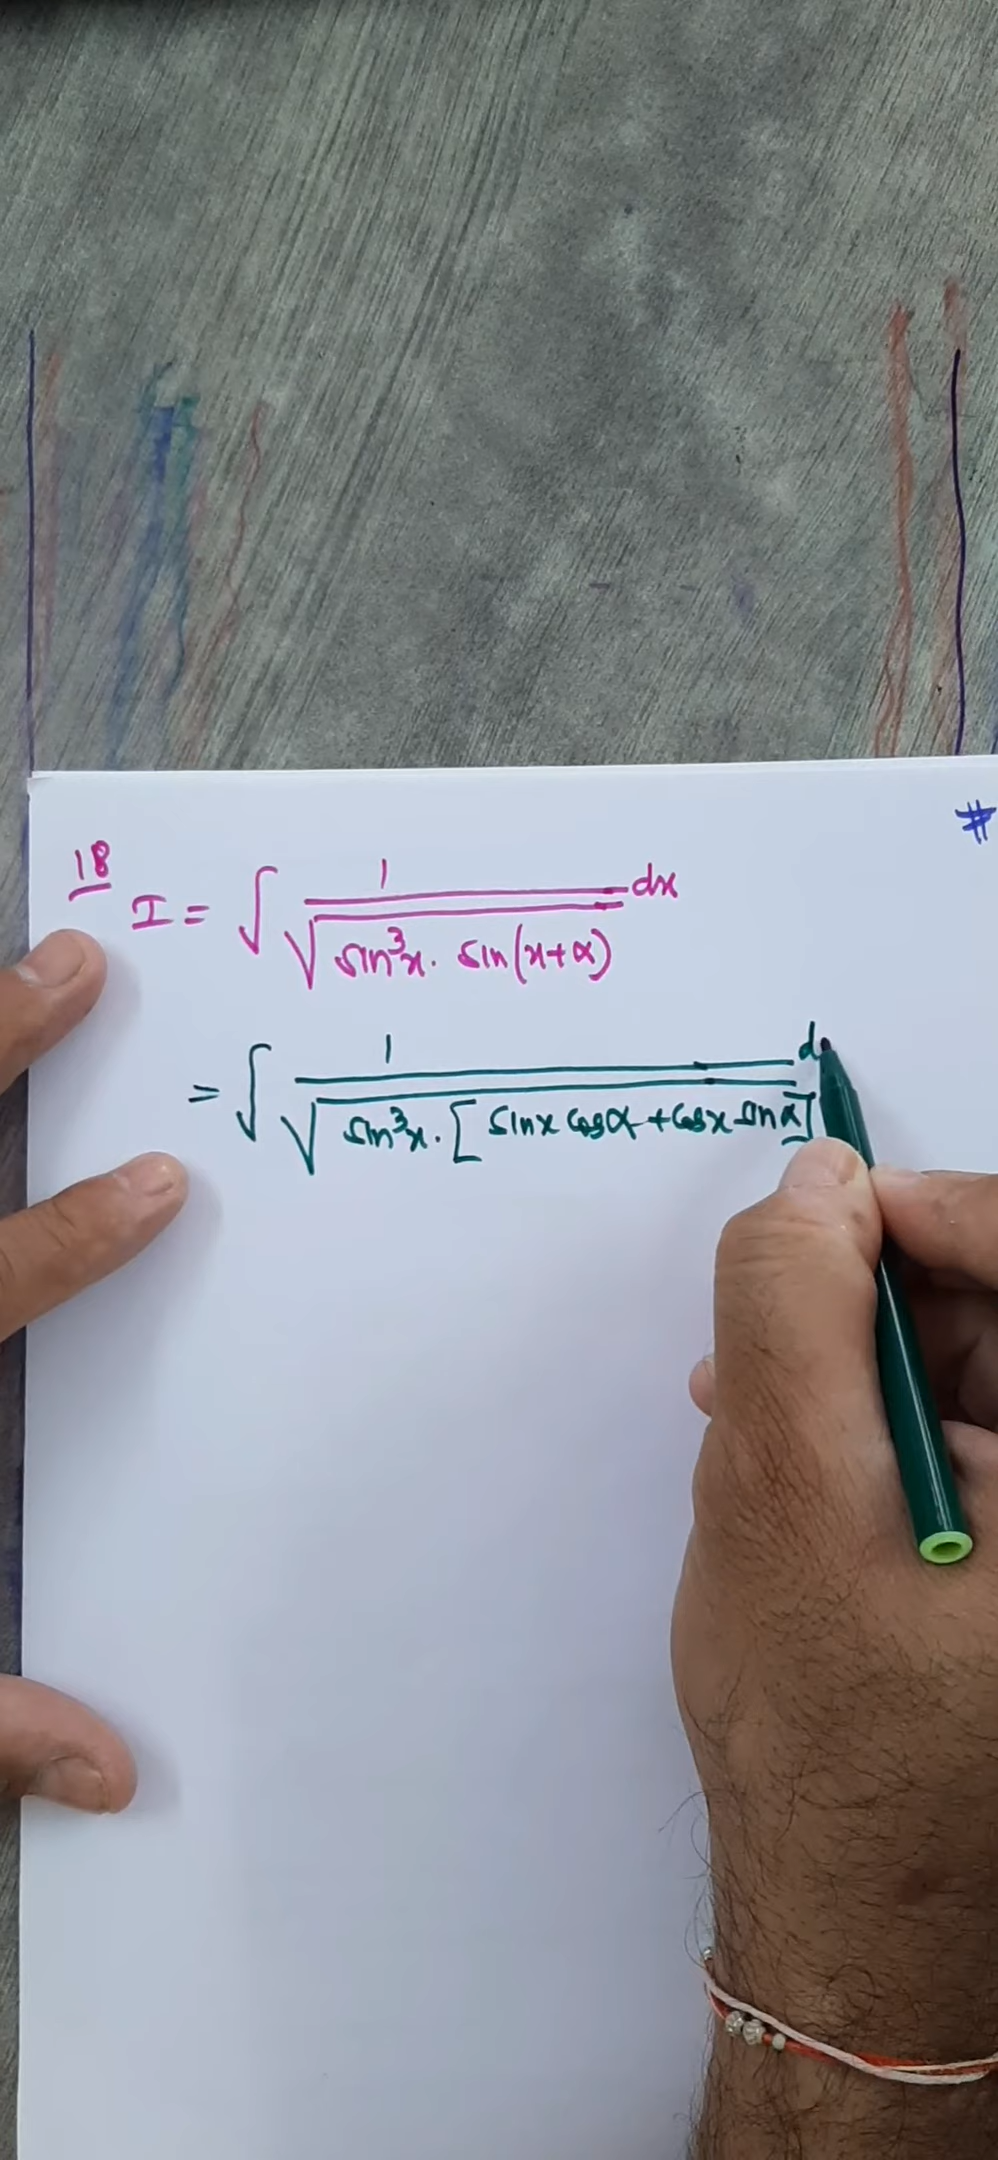 #
18
I = ∫ 1/√(sin³x. sin(x+α)) dx
= ∫ 1/√(sin³x. [sinx cosα + cosx sinα]) d